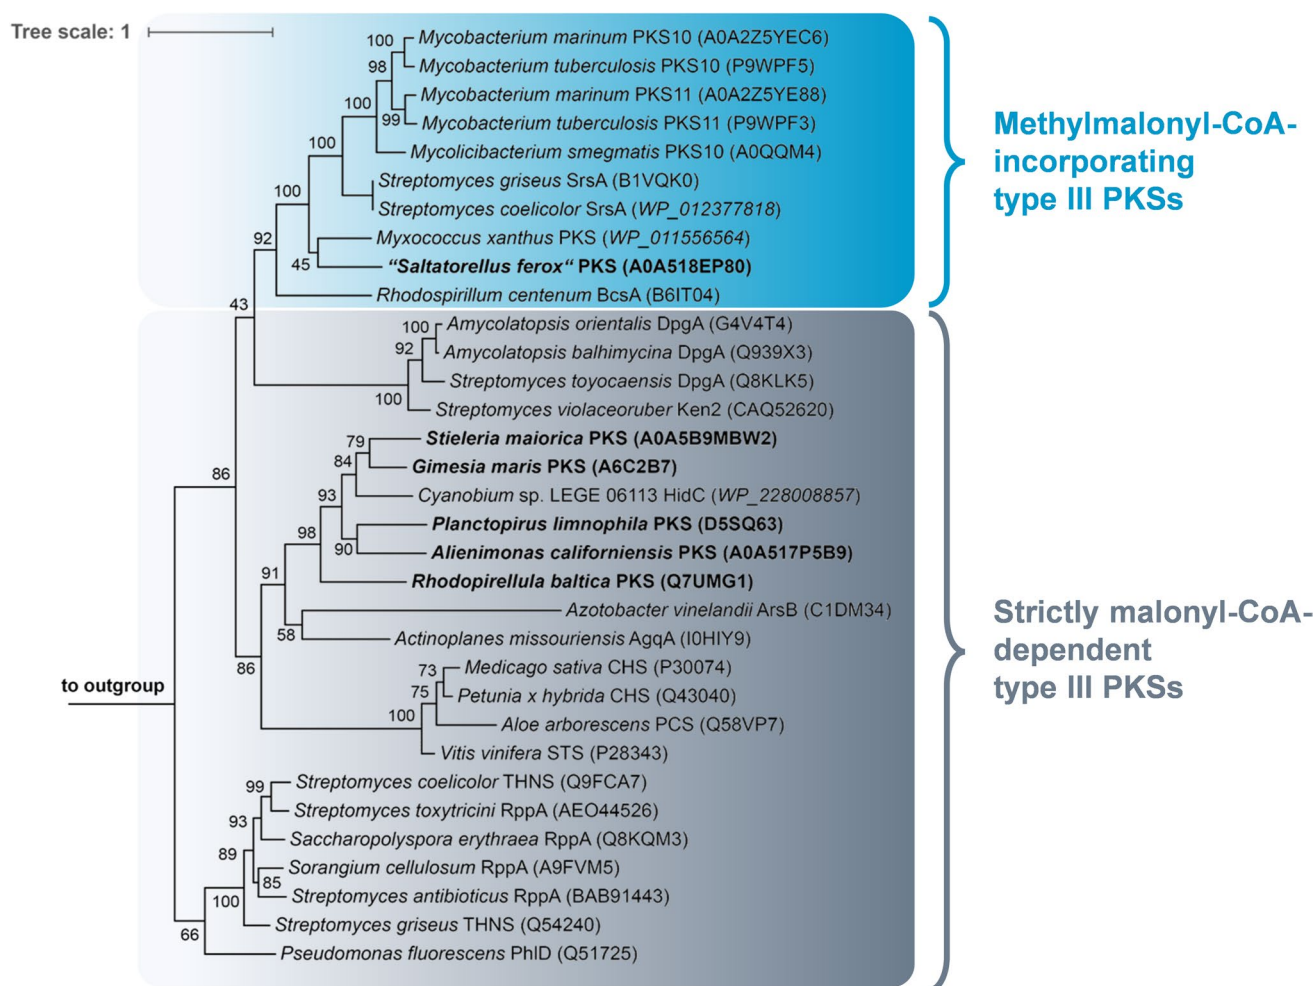 Tree scale: 1
Mycobacterium marinum PKS10 (A0A2Z5YEC6)
100
Mycobacterium tuberculosis PKS10 (P9WPF5)
98
Mycobacterium marinum PKS11 (A0A2Z5YE88)
100
99
Mycobacterium tuberculosis PKS11 (P9WPF3)
100
Mycolicibacterium smegmatis PKS10 (A0QQM4)
Streptomyces griseus SrsA (B1VQK0)
100
Streptomyces coelicolor SrsA (WP_012377818)
92
Myxococcus xanthus PKS (WP_011556564)
45
“Saltatorellus ferox“ PKS (A0A518EP80)
Rhodospirillum centenum BcsA (B6IT04)
43
Methylmalonyl-CoA-
incorporating
type III PKSs
100
Amycolatopsis orientalis DpgA (G4V4T4)
92
Amycolatopsis balhimycina DpgA (Q939X3)
Streptomyces toyocaensis DpgA (Q8KLK5)
100
Streptomyces violaceoruber Ken2 (CAQ52620)
79
Stieleria maiorica PKS (A0A5B9MBW2)
84
Gimesia maris PKS (A6C2B7)
86
93
Cyanobium sp. LEGE 06113 HidC (WP_228008857)
98
Planctopirus limnophila PKS (D5SQ63)
90
Alienimonas californiensis PKS (A0A517P5B9)
91
Rhodopirellula baltica PKS (Q7UMG1)
Azotobacter vinelandii ArsB (C1DM34)
58
Actinoplanes missouriensis AgqA (I0HIY9)
86
73
Medicago sativa CHS (P30074)
75
Petunia x hybrida CHS (Q43040)
100
Aloe arborescens PCS (Q58VP7)
Vitis vinifera STS (P28343)
to outgroup
Strictly malonyl-CoA-
dependent
type III PKSs
99
Streptomyces coelicolor THNS (Q9FCA7)
Streptomyces toxytricini RppA (AEO44526)
93
Saccharopolyspora erythraea RppA (Q8KQM3)
89
Sorangium cellulosum RppA (A9FVM5)
85
Streptomyces antibioticus RppA (BAB91443)
100
Streptomyces griseus THNS (Q54240)
66
Pseudomonas fluorescens PhlD (Q51725)